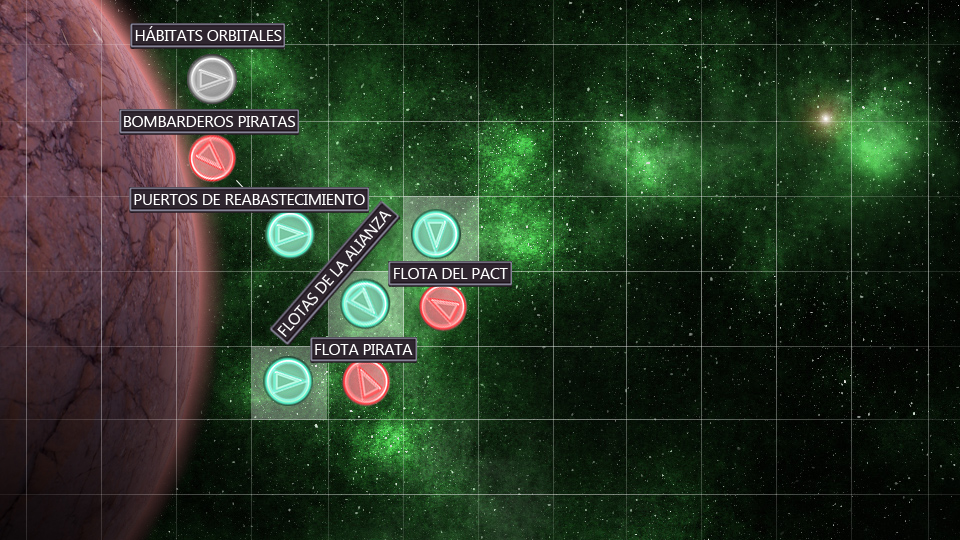 HÁBITATS ORBITALES
BOMBARDEROS PIRATAS
PUERTOS DE REABASTECIMIENTO
FLOTAS DE LA ALIANZA
FLOTA DEL PACT
FLOTA PIRATA